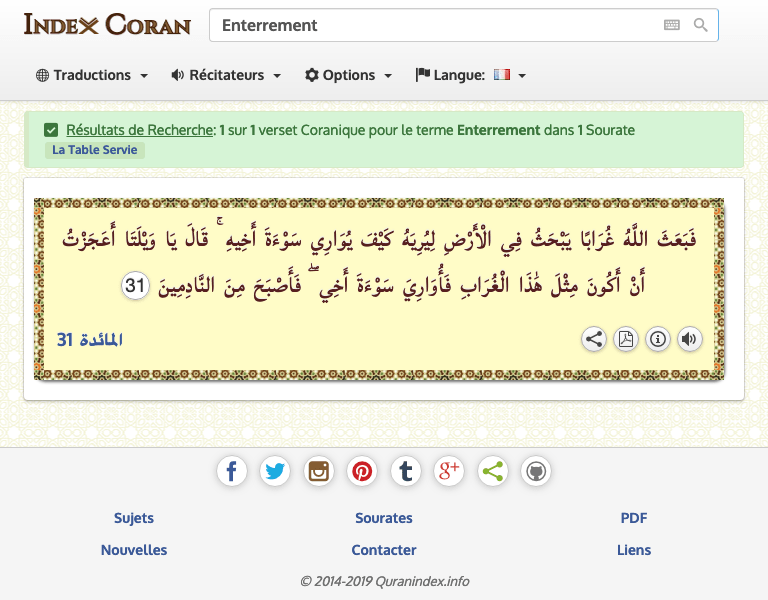 Index Coran
Enterrement
Traductions Récitateurs Options Langue:
Résultats de Recherche: 1 sur 1 verset Coranique pour le terme Enterrement dans 1 Sourate
La Table Servie
فَبَعَثَ اللَّهُ غُرَابًا يَبْحَثُ فِي الْأَرْضِ لِيُرِيَهُ كَيْفَ يُوَارِي سَوْءَةَ أَخِيهِ ۚ قَالَ يَا وَيْلَتَا أَعَجَزْتُ
أَنْ أَكُونَ مِثْلَ هَٰذَا الْغُرَابِ فَأُوَارِيَ سَوْءَةَ أَخِي ۖ فَأَصْبَحَ مِنَ النَّادِمِينَ 31
المائدة 31
Sujets Sourates PDF
Nouvelles Contacter Liens
© 2014-2019 Quranindex.info